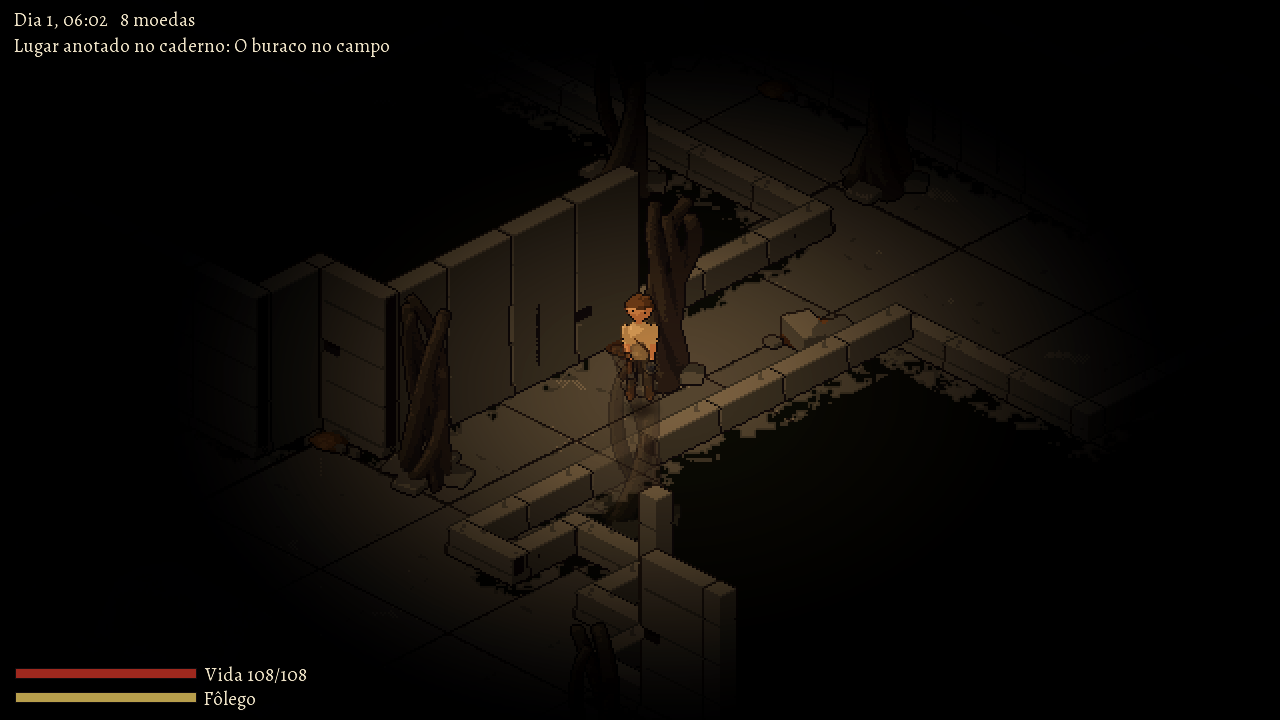 Dia 1, 06:02 8 moedas
Lugar anotado no caderno: O buraco no campo
Vida 108/108
Fôlego